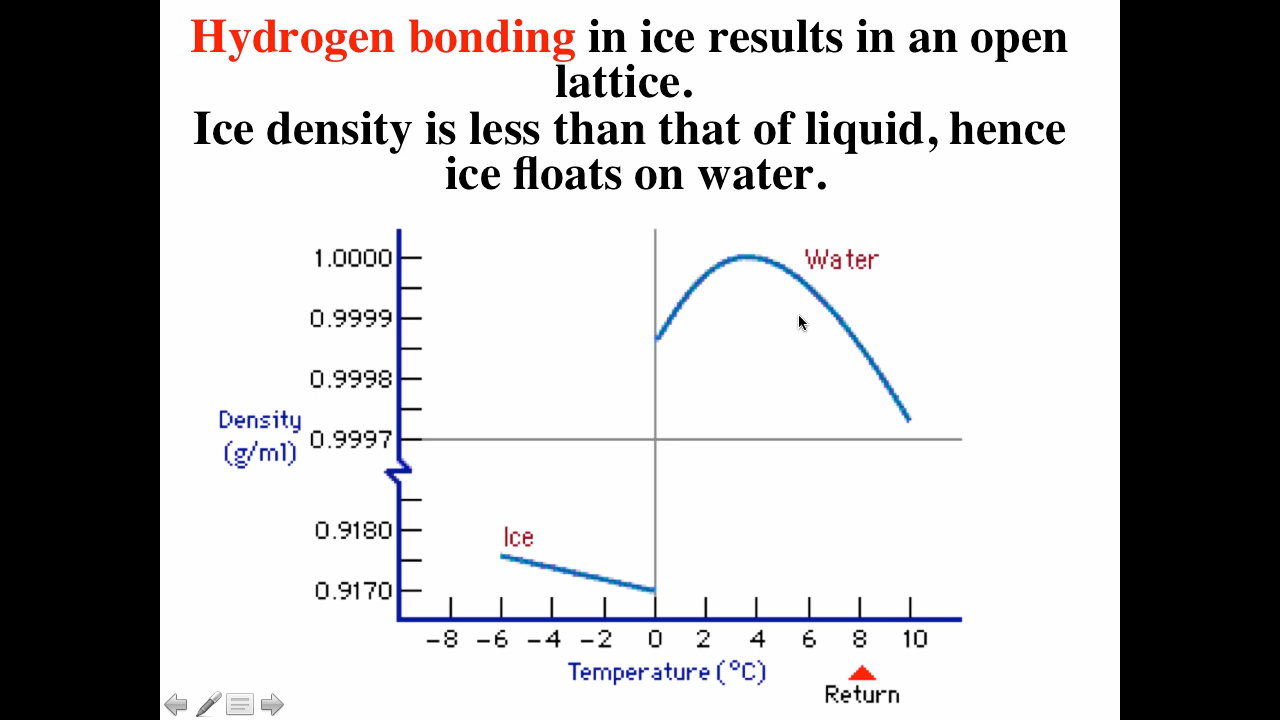 Hydrogen bonding in ice results in an open
lattice.
Ice density is less than that of liquid, hence
ice floats on water.
1.0000
Water
0.9999
0.9998
Density
(g/ml)
0.9997
0.9180
Ice
0.9170
-8 -6 -4 -2 0 2 4 6 8 10
Temperature (°C)
Return